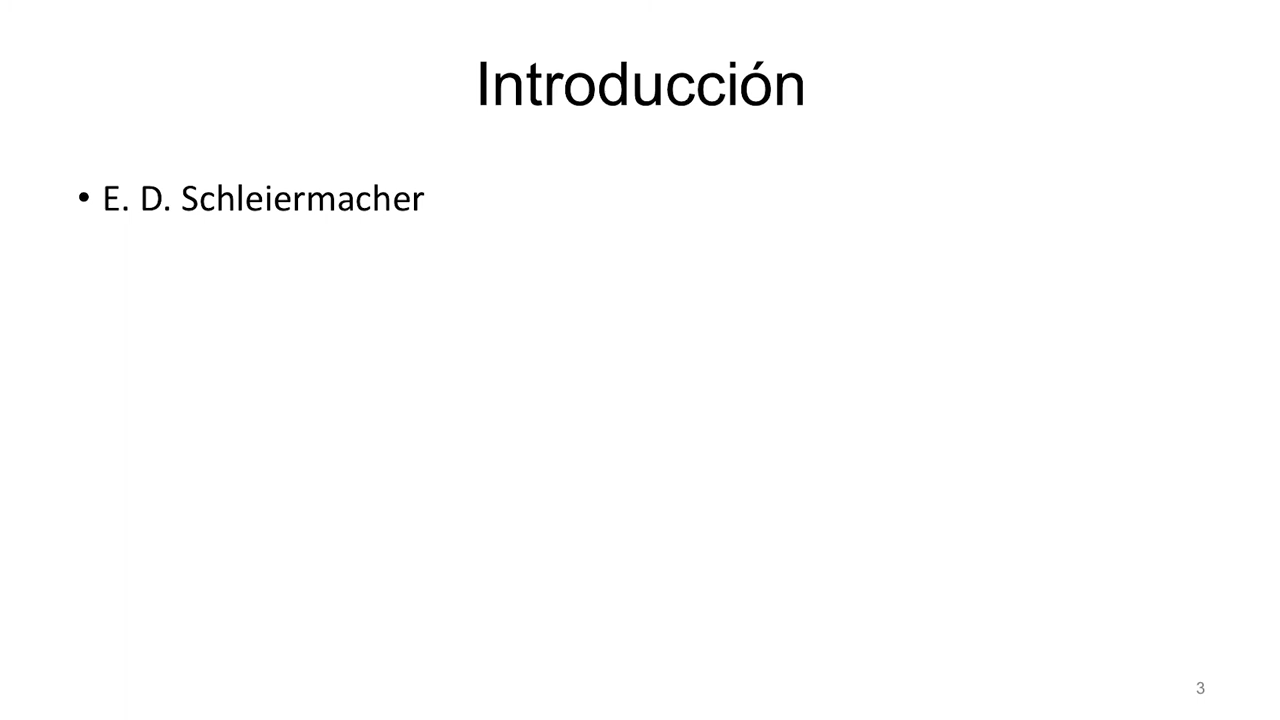 Introducción
• E. D. Schleiermacher
3